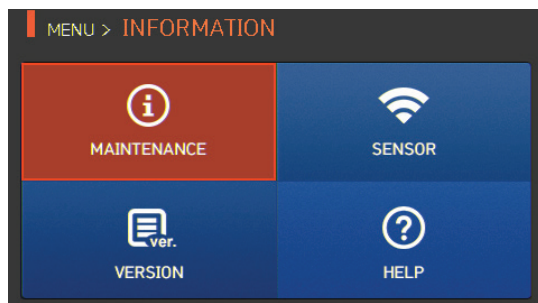 MENU > INFORMATION
MAINTENANCE
SENSOR
ver.
VERSION
HELP